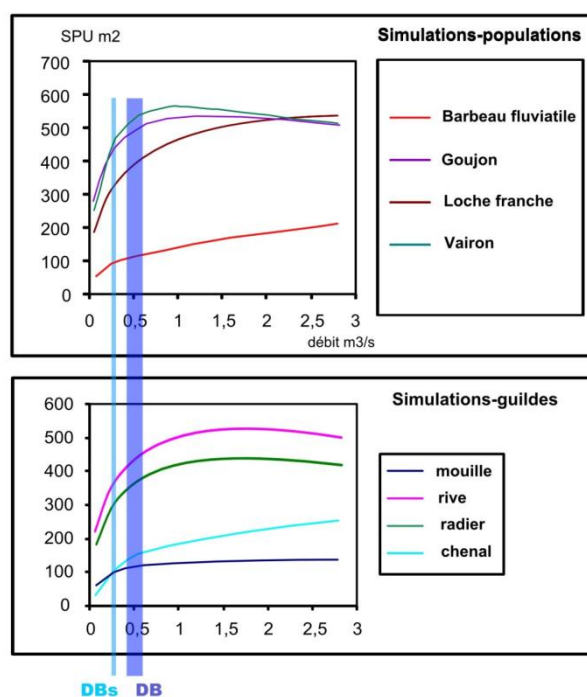 SPU m2
Simulations-populations
700
600
500
400
300
200
100
0
0 0,5 1 1,5 2 2,5 3
débit m3/s
Barbeau fluviatile
Goujon
Loche franche
Vairon
Simulations-guildes
600
500
400
300
200
100
0
0 0,5 1 1,5 2 2,5 3
mouille
rive
radier
chenal
DBs DB